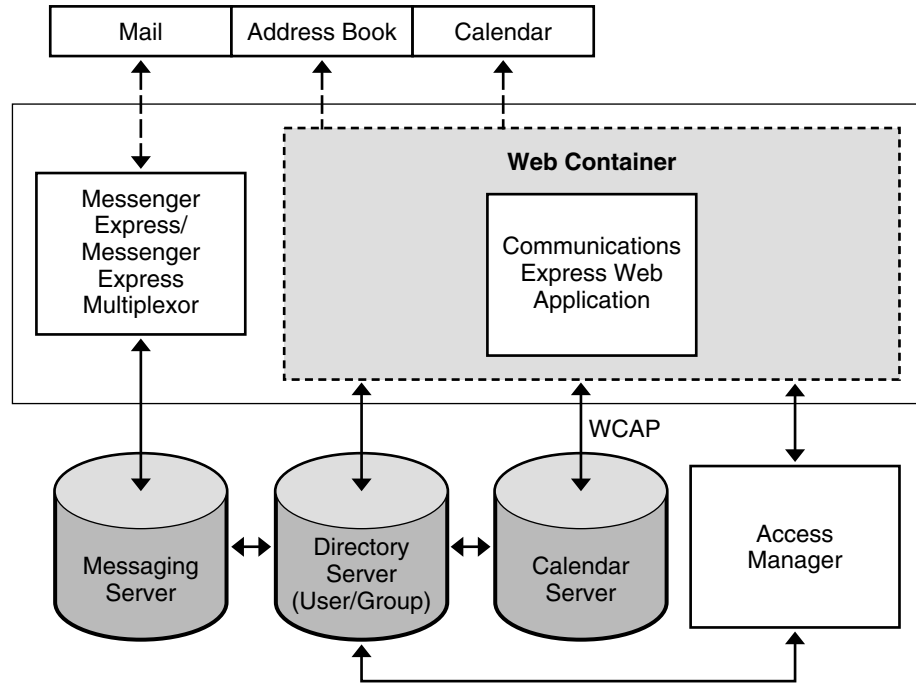 Mail
Address Book
Calendar
Web Container
Messenger
Express/
Messenger
Express
Multiplexor
Communications
Express Web
Application
WCAP
Messaging
Server
Directory
Server
(User/Group)
Calendar
Server
Access
Manager